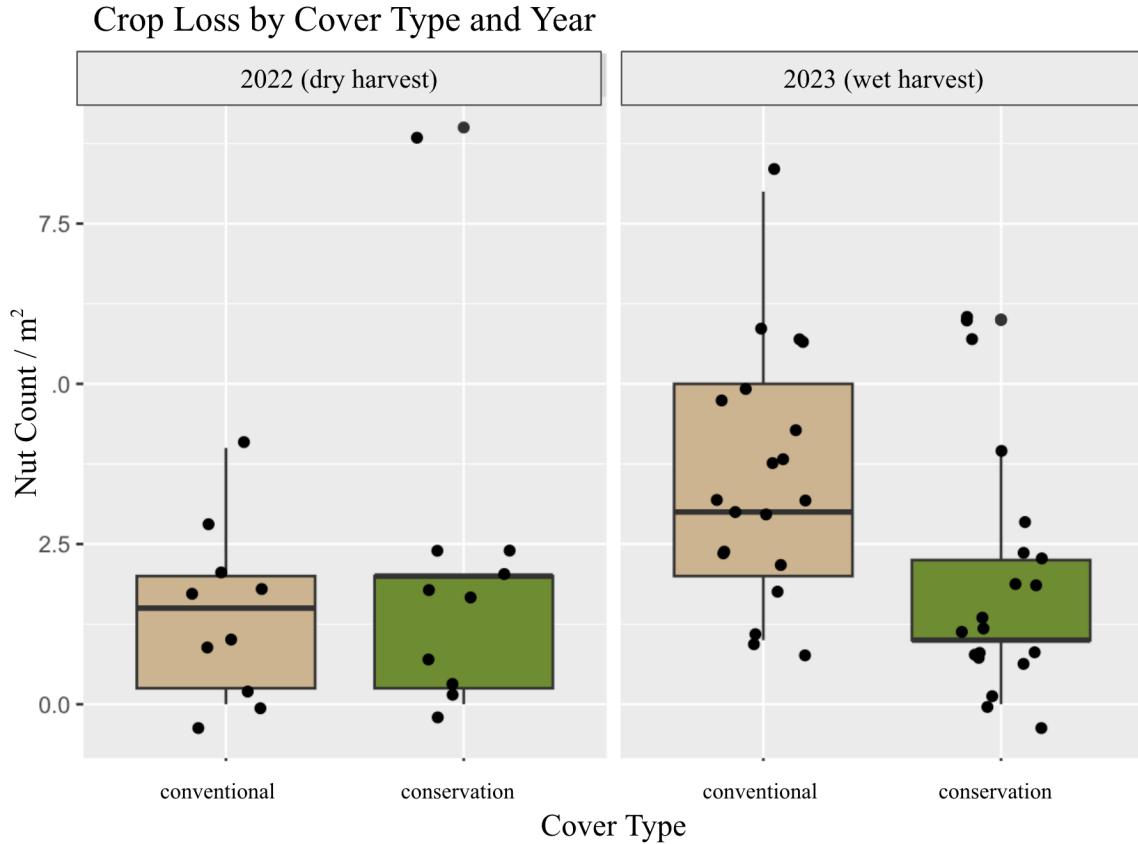 Crop Loss by Cover Type and Year
2022 (dry harvest)
2023 (wet harvest)
Nut Count / m²
7.5
.0
2.5
0.0
conventional
conservation
conventional
conservation
Cover Type